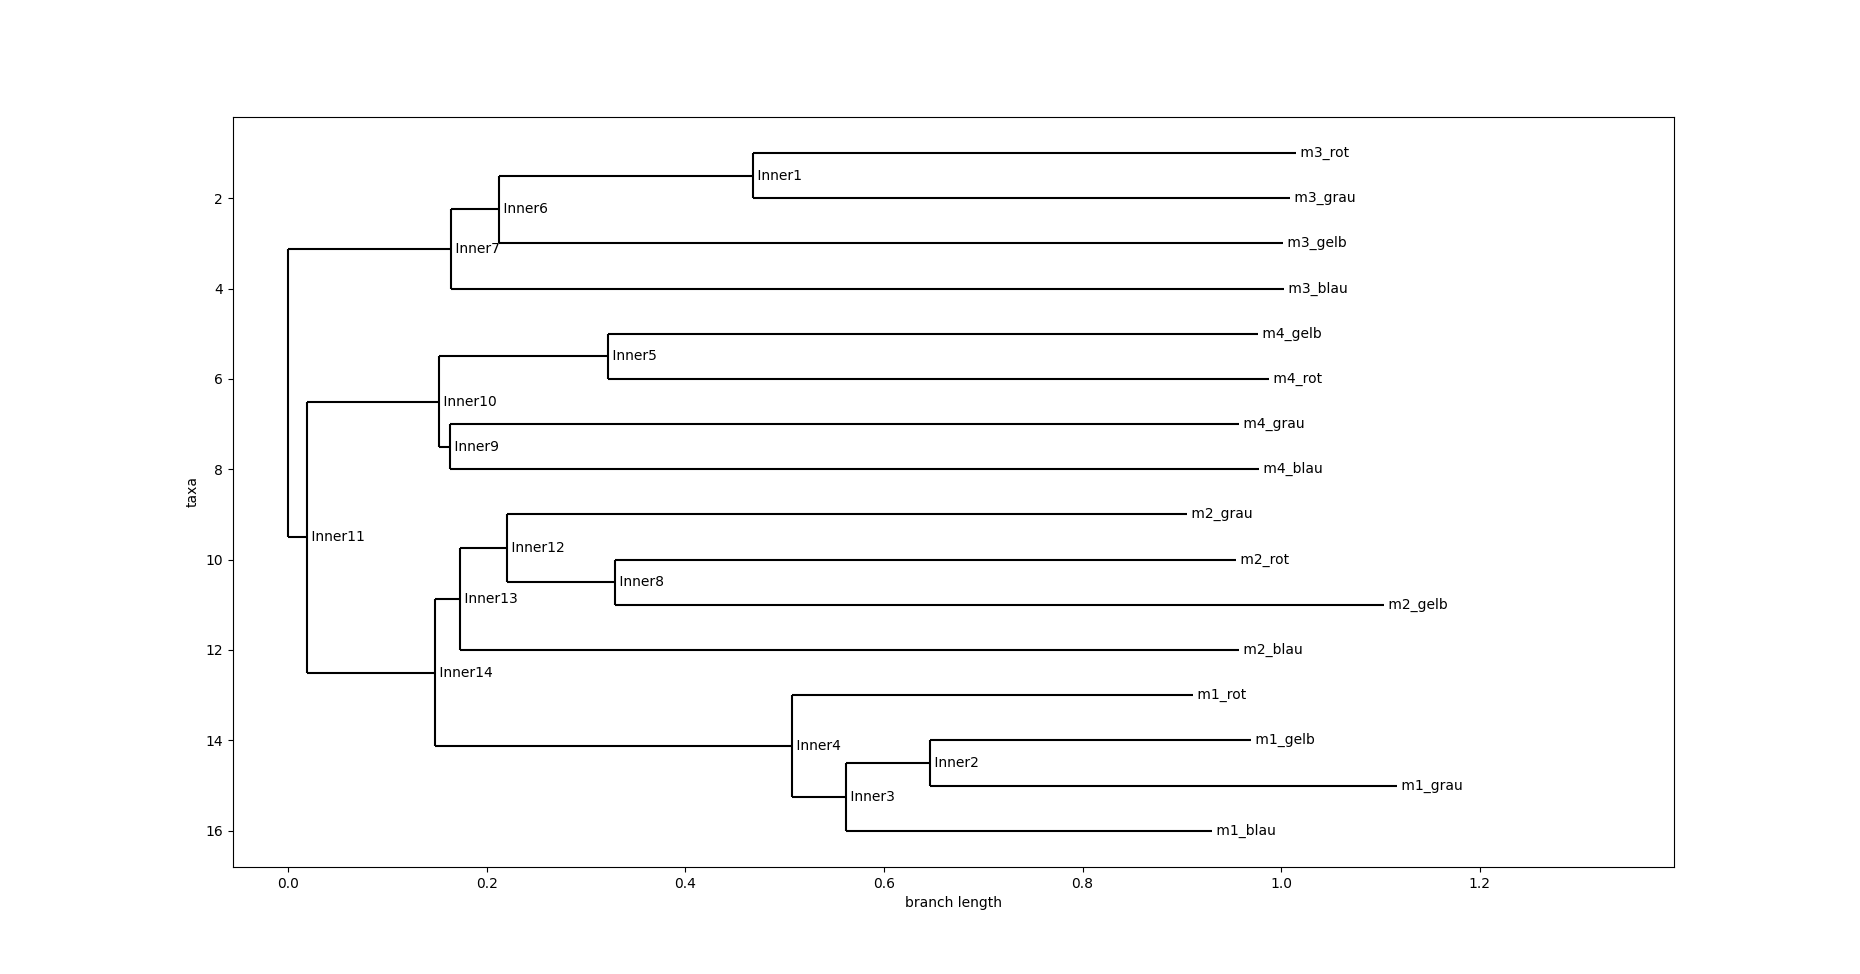 m3_rot
Inner1
m3_grau
2
Inner6
m3_gelb
Inner7
m3_blau
4
m4_gelb
Inner5
m4_rot
6
Inner10
m4_grau
Inner9
m4_blau
8
taxa
m2_grau
Inner11
Inner12
m2_rot
10
Inner8
Inner13
m2_gelb
m2_blau
12
Inner14
m1_rot
m1_gelb
14
Inner4
Inner2
m1_grau
Inner3
m1_blau
16
0.0 0.2 0.4 0.6 0.8 1.0 1.2
branch length